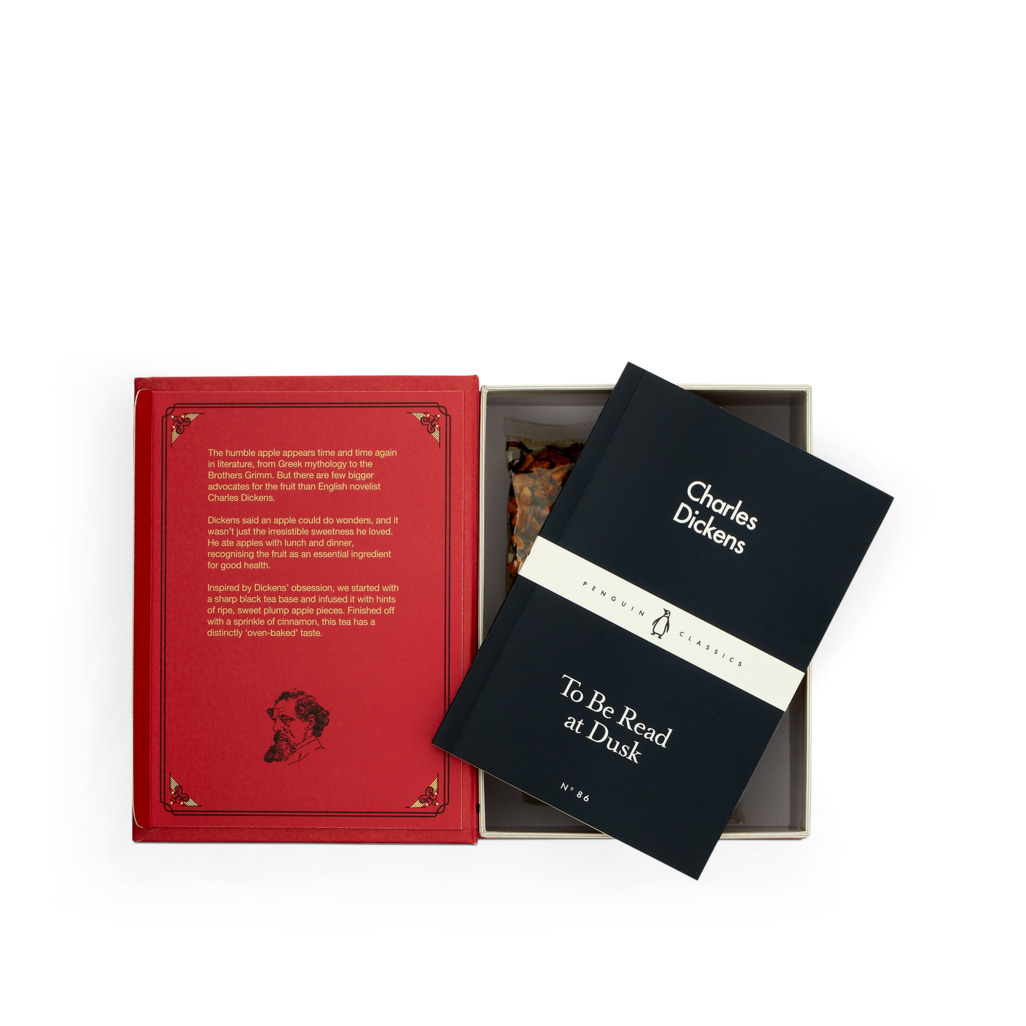 The humble apple appears time and time again
in literature, from Greek mythology to the
Brothers Grimm. But there are few bigger
advocates for the fruit than English novelist
Charles Dickens.
Dickens said an apple could do wonders, and it
wasn't just the irresistible sweetness he loved.
He ate apples with lunch and dinner,
recognising the fruit as an essential ingredient
for good health.
Inspired by Dickens' obsession, we started with
a sharp black tea base and infused it with hints
of ripe, sweet plump apple pieces. Finished off
with a sprinkle of cinnamon, this tea has a
distinctly 'oven-baked' taste.
Charles
Dickens
PENGUIN CLASSICS
To Be Read
at Dusk
Nº 86